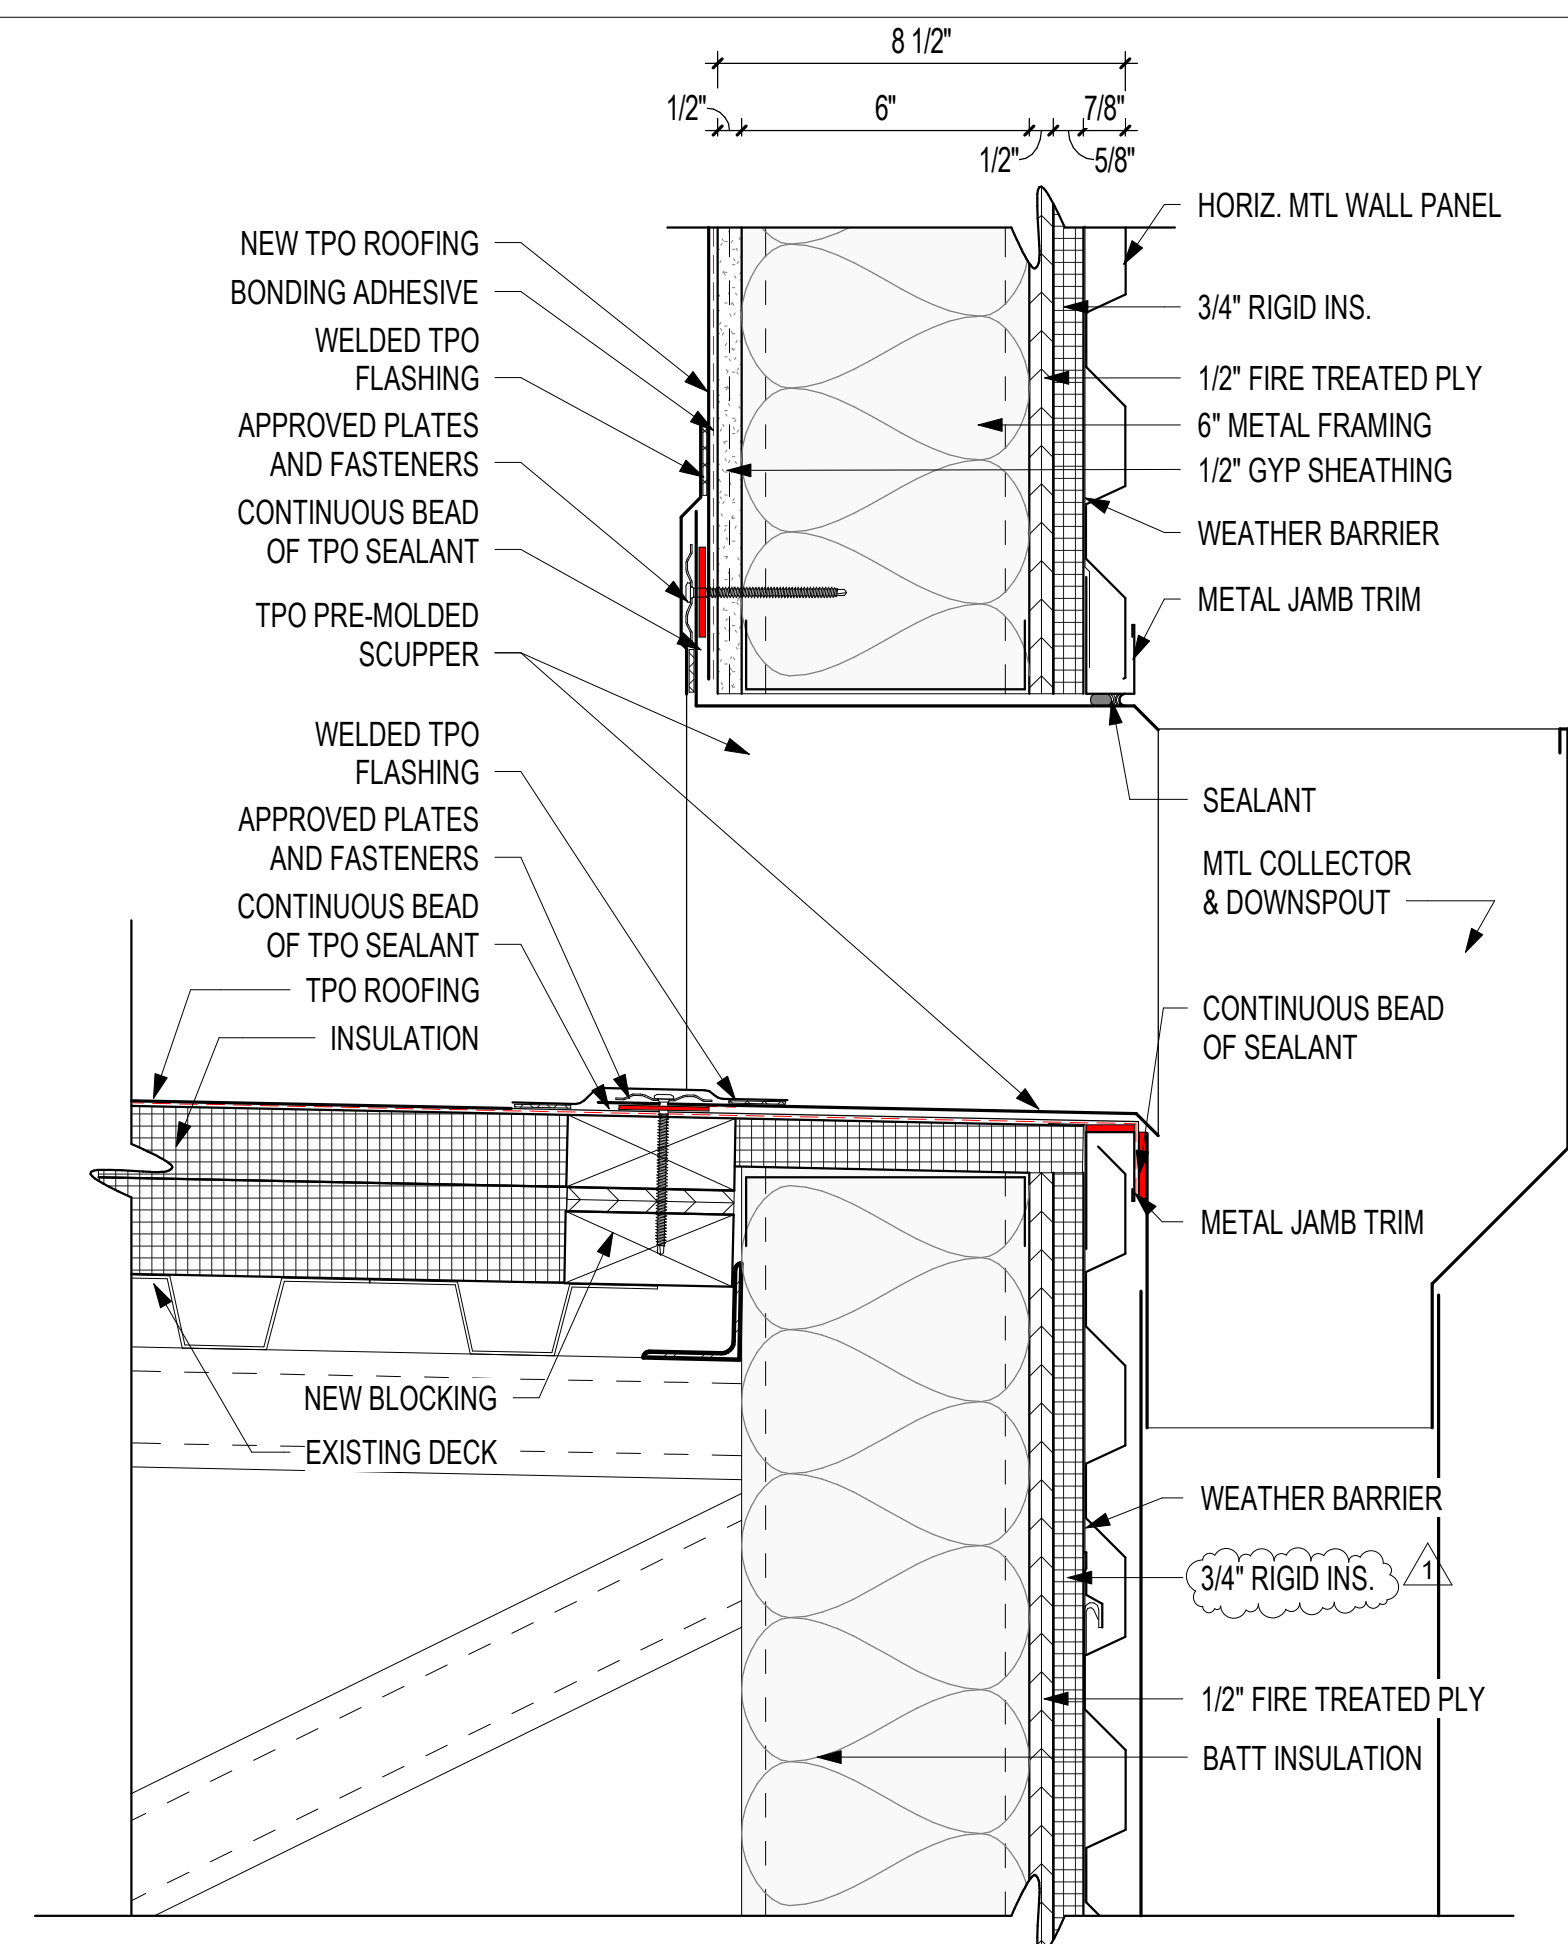 8 1/2"
1/2"
6"
7/8"
1/2"
5/8"
NEW TPO ROOFING
BONDING ADHESIVE
WELDED TPO
FLASHING
APPROVED PLATES
AND FASTENERS
CONTINUOUS BEAD
OF TPO SEALANT
TPO PRE-MOLDED
SCUPPER
WELDED TPO
FLASHING
APPROVED PLATES
AND FASTENERS
CONTINUOUS BEAD
OF TPO SEALANT
TPO ROOFING
INSULATION
NEW BLOCKING
EXISTING DECK
HORIZ. MTL WALL PANEL
3/4" RIGID INS.
1/2" FIRE TREATED PLY
6" METAL FRAMING
1/2" GYP SHEATHING
WEATHER BARRIER
METAL JAMB TRIM
SEALANT
MTL COLLECTOR
& DOWNSPOUT
CONTINUOUS BEAD
OF SEALANT
METAL JAMB TRIM
WEATHER BARRIER
3/4" RIGID INS.
1
1/2" FIRE TREATED PLY
BATT INSULATION